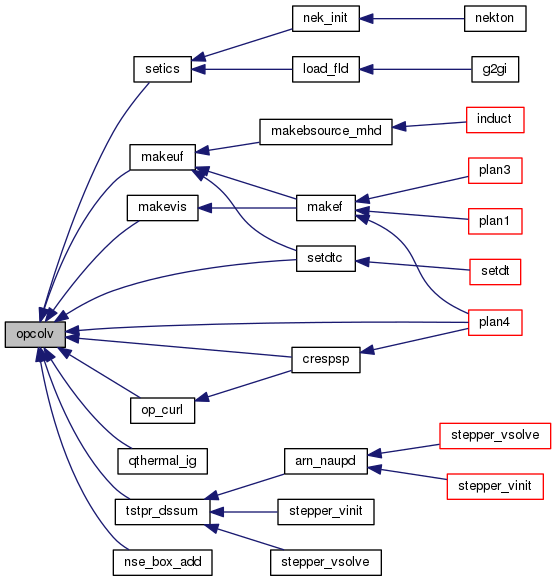 nek_init
nekton
setics
load_fld
g2gi
makebsource_mhd
induct
makeuf
plan3
makevis
makef
plan1
setdtc
setdt
opcolv
plan4
crespsp
op_curl
qthermal_ig
arn_naupd
stepper_vsolve
stepper_vinit
tstpr_dssum
stepper_vinit
nse_box_add
stepper_vsolve